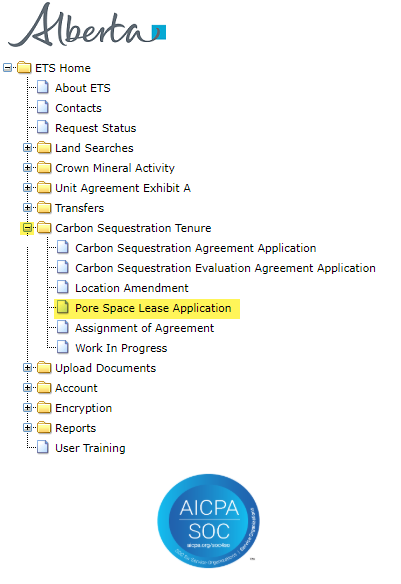 Alberta
ETS Home
About ETS
Contacts
Request Status
Land Searches
Crown Mineral Activity
Unit Agreement Exhibit A
Transfers
Carbon Sequestration Tenure
Carbon Sequestration Agreement Application
Carbon Sequestration Evaluation Agreement Application
Location Amendment
Pore Space Lease Application
Assignment of Agreement
Work In Progress
Upload Documents
Account
Encryption
Reports
User Training
AICPA
SOC
aicpa.org/soc4so
SOC for Service Organizations | Service Organizations
™